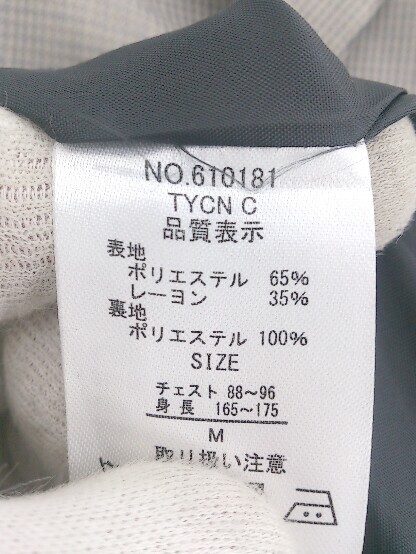 NO.610181
TYCN C
品質表示
表地
ポリエステル 65%
レーヨン 35%
裏地
ポリエステル 100%
SIZE
チェスト 88～96
身長 165～175
M
取り扱い注意